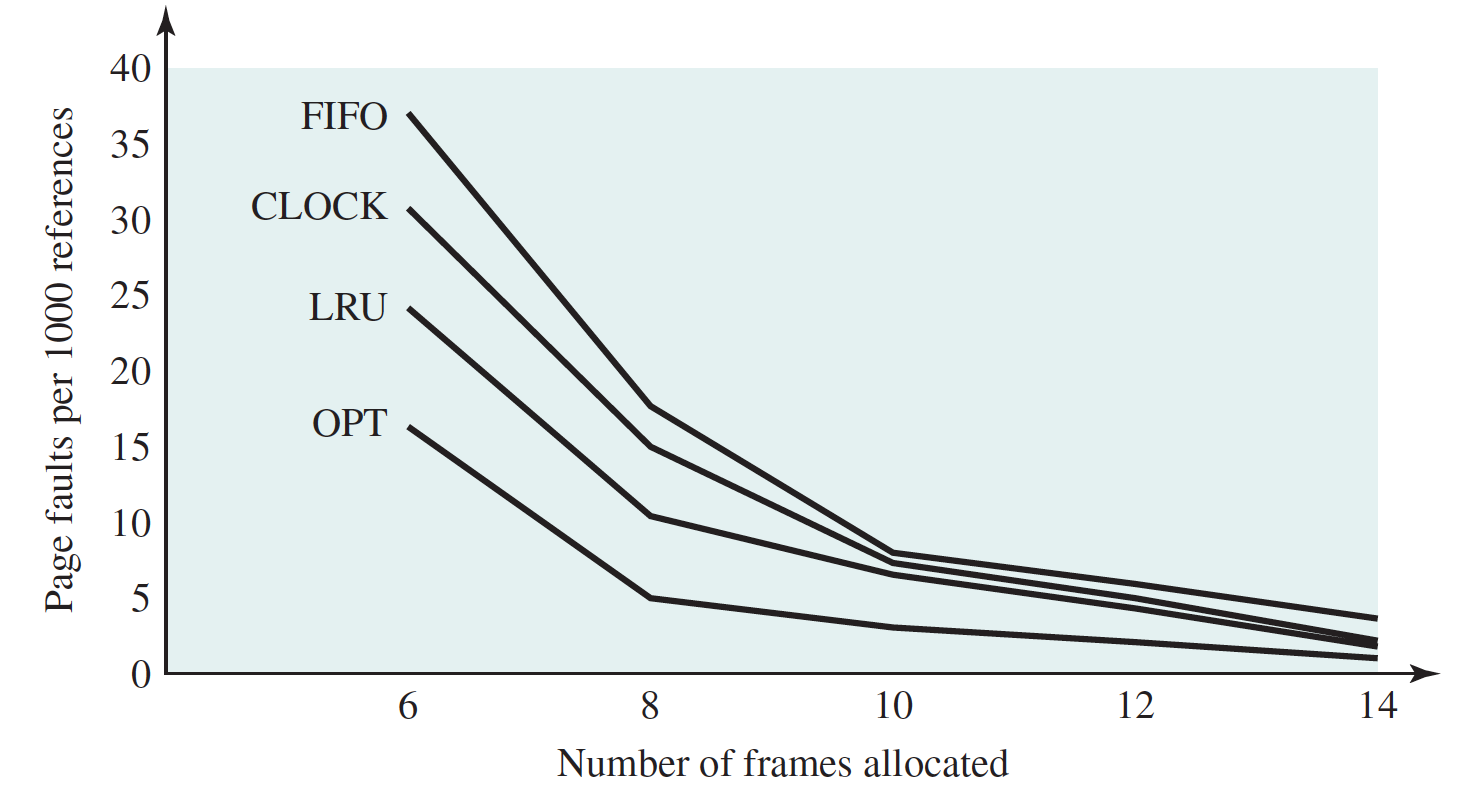 Page faults per 1000 references
40
35
30
25
20
15
10
5
0
FIFO
CLOCK
LRU
OPT
6 8 10 12 14
Number of frames allocated